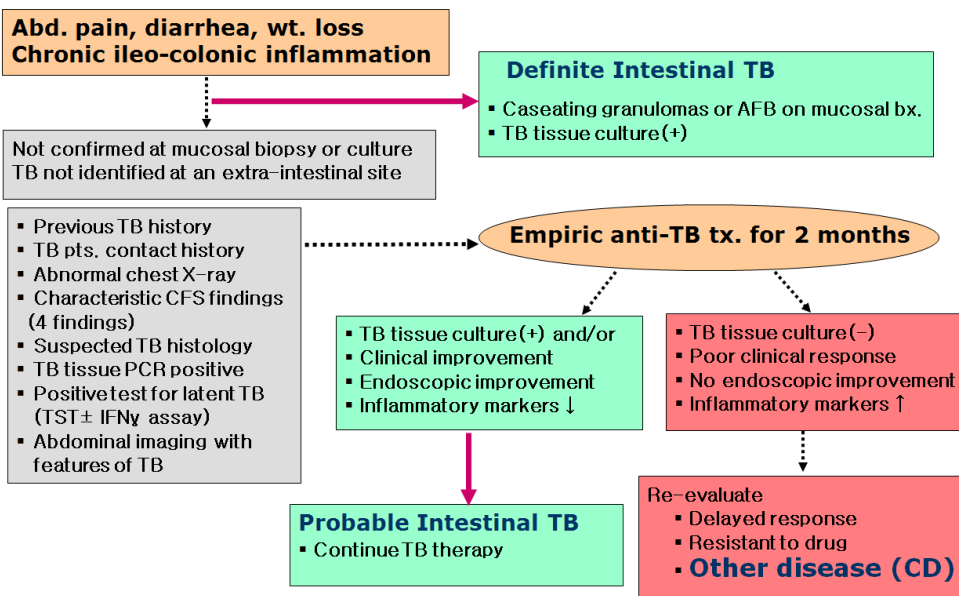 Abd. pain, diarrhea, wt. loss
Chronic ileo-colonic inflammation
Definite Intestinal TB
▪ Caseating granulomas or AFB on mucosal bx.
▪ TB tissue culture(+)
Not confirmed at mucosal biopsy or culture
TB not identified at an extra-intestinal site
▪ Previous TB history
▪ TB pts. contact history
▪ Abnormal chest X-ray
▪ Characteristic CFS findings
(4 findings)
▪ Suspected TB histology
▪ TB tissue PCR positive
▪ Positive test for latent TB
(TST± IFNγ assay)
▪ Abdominal imaging with
features of TB
Empiric anti-TB tx. for 2 months
▪ TB tissue culture(+) and/or
▪ Clinical improvement
▪ Endoscopic improvement
▪ Inflammatory markers ↓
▪ TB tissue culture(-)
▪ Poor clinical response
▪ No endoscopic improvement
▪ Inflammatory markers ↑
Probable Intestinal TB
▪ Continue TB therapy
Re-evaluate
▪ Delayed response
▪ Resistant to drug
▪ Other disease (CD)